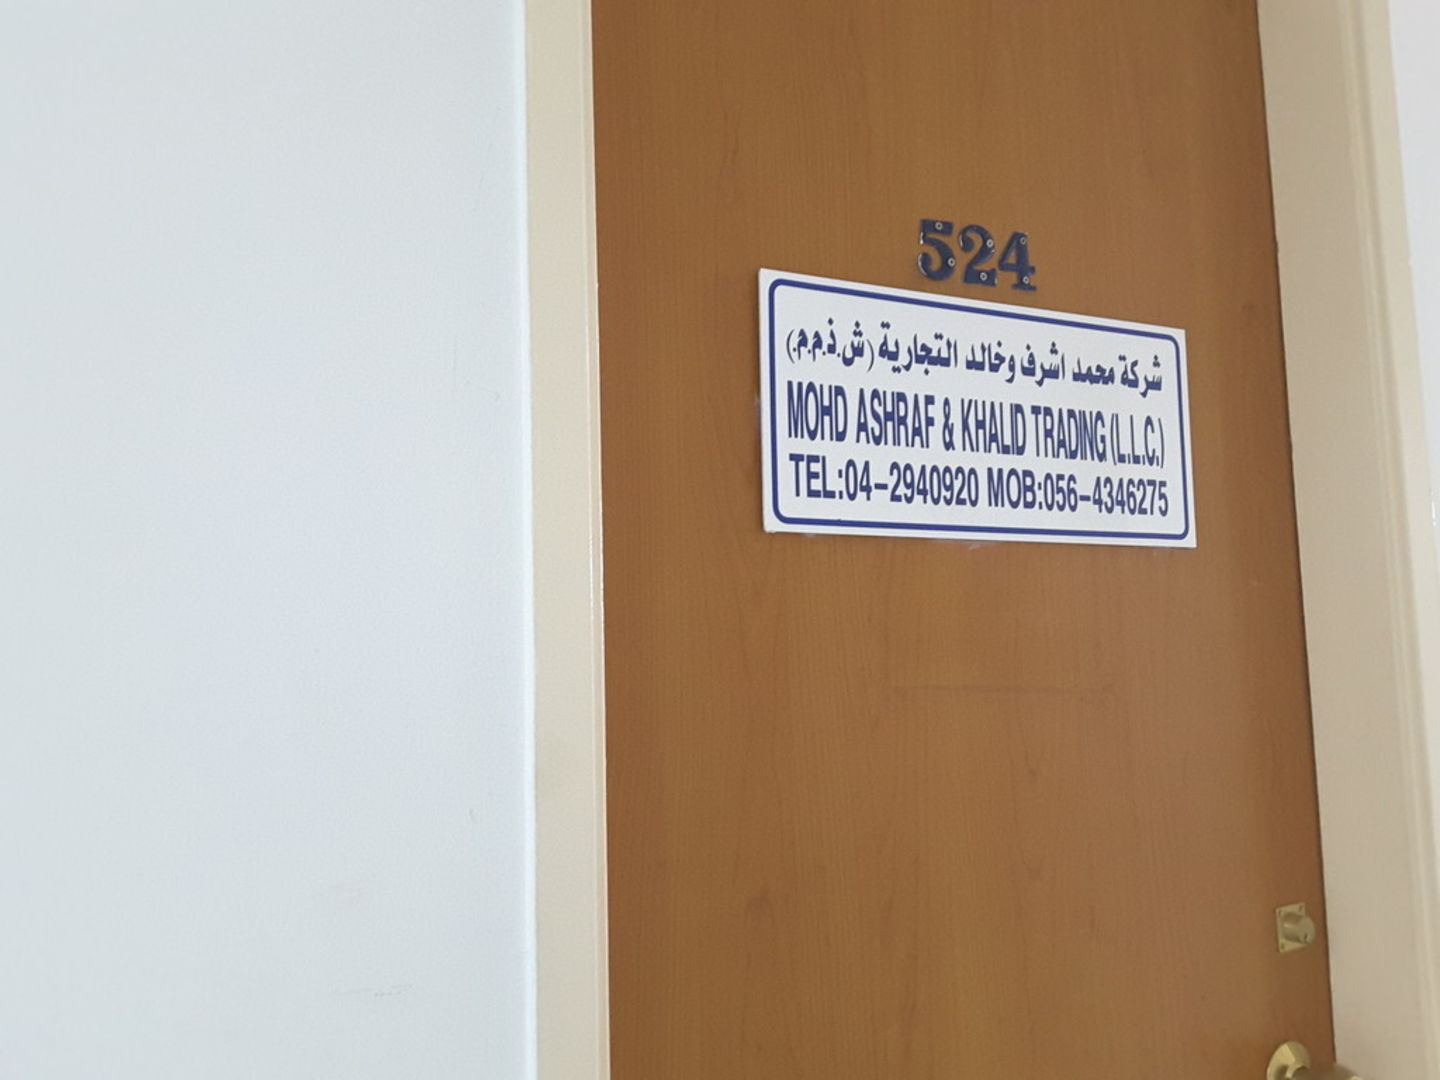 524
شركة محمد اشرف وخالد التجارية (ش.ذ.م.م.)
MOHD ASHRAF & KHALID TRADING (L.L.C.)
TEL:04-2940920 MOB:056-4346275